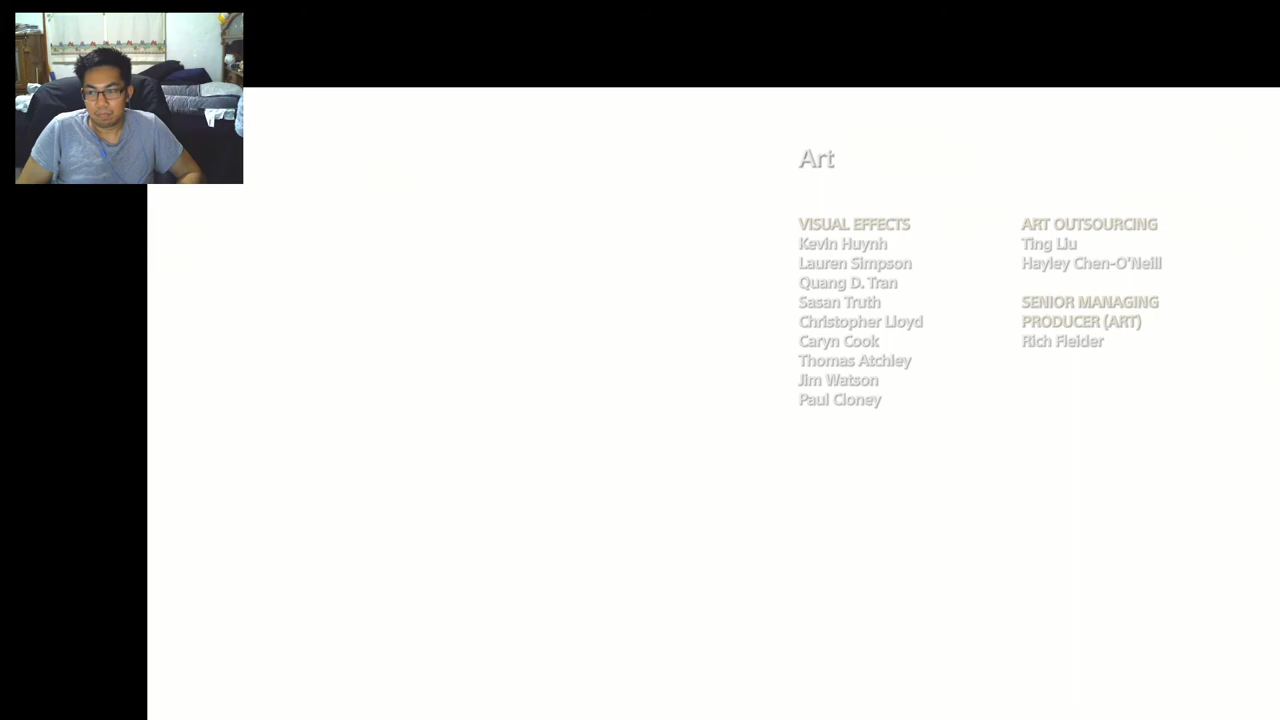 Art
VISUAL EFFECTS
Kevin Huynh
Lauren Simpson
Quang D. Tran
Sasan Truth
Christopher Lloyd
Caryn Cook
Thomas Atchley
Jim Watson
Paul Cloney
ART OUTSOURCING
Ting Liu
Hayley Chen-O'Neill
SENIOR MANAGING
PRODUCER (ART)
Rich Fleider